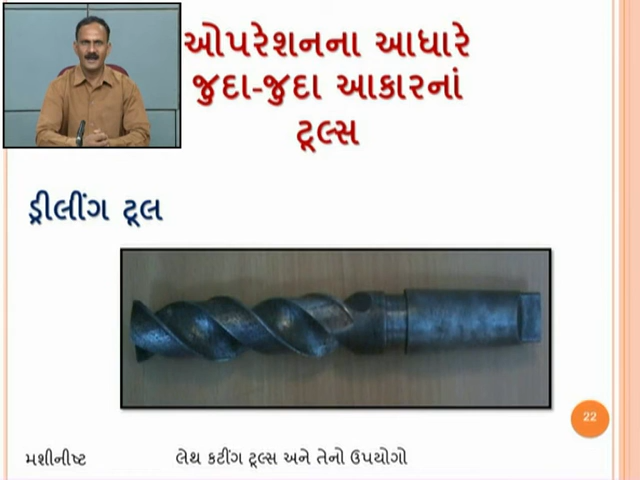 ઓપરેશનના આધારે
જુદા-જુદા આકારનાં
ટૂલ્સ
ડ્રીલીંગ ટૂલ
22
મશીનીષ્ટ લેથ કટીંગ ટૂલ્સ અને તેનો ઉપયોગો